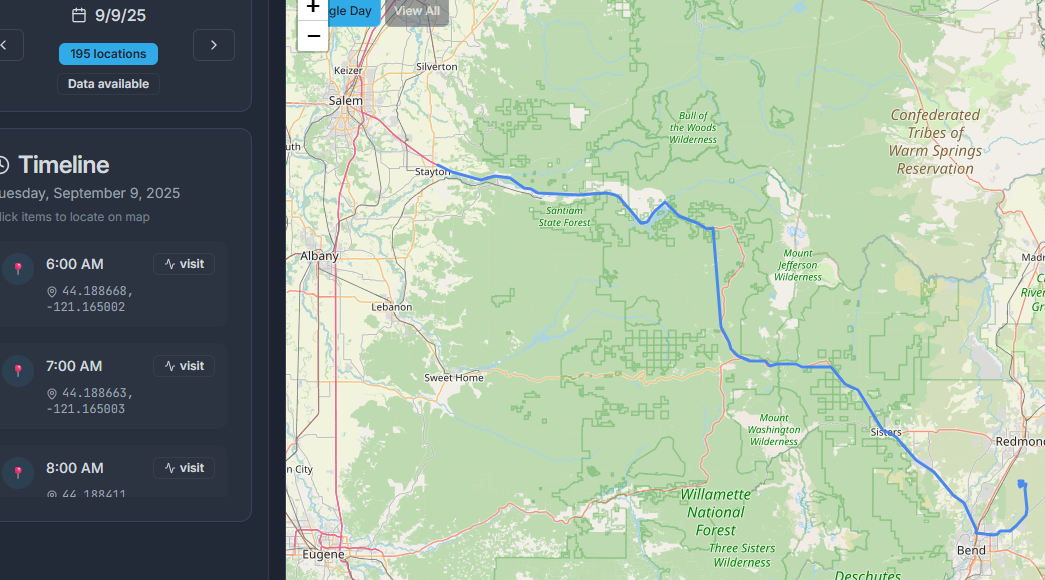 9/9/25
195 locations
Data available
Timeline
uesday, September 9, 2025
lick items to locate on map
6:00 AM
visit
44.188668,
-121.165002
7:00 AM
visit
44.188663,
-121.165003
8:00 AM
visit
44.188411
+
−
gle Day
View All
Silverton
Keizer
Salem
uth
Stayton
Bull of
the Woods
Wilderness
Confederated
Tribes of
Warm Springs
Reservation
Santiam
State Forest
Albany
Mount
Jefferson
Wilderness
Madr
C
River
Gr
Lebanon
Sweet Home
Mount
Washington
Wilderness
Sisters
Redmon
n City
Willamette
National
Forest
Three Sisters
Wilderness
Eugene
Bend
Deschutes